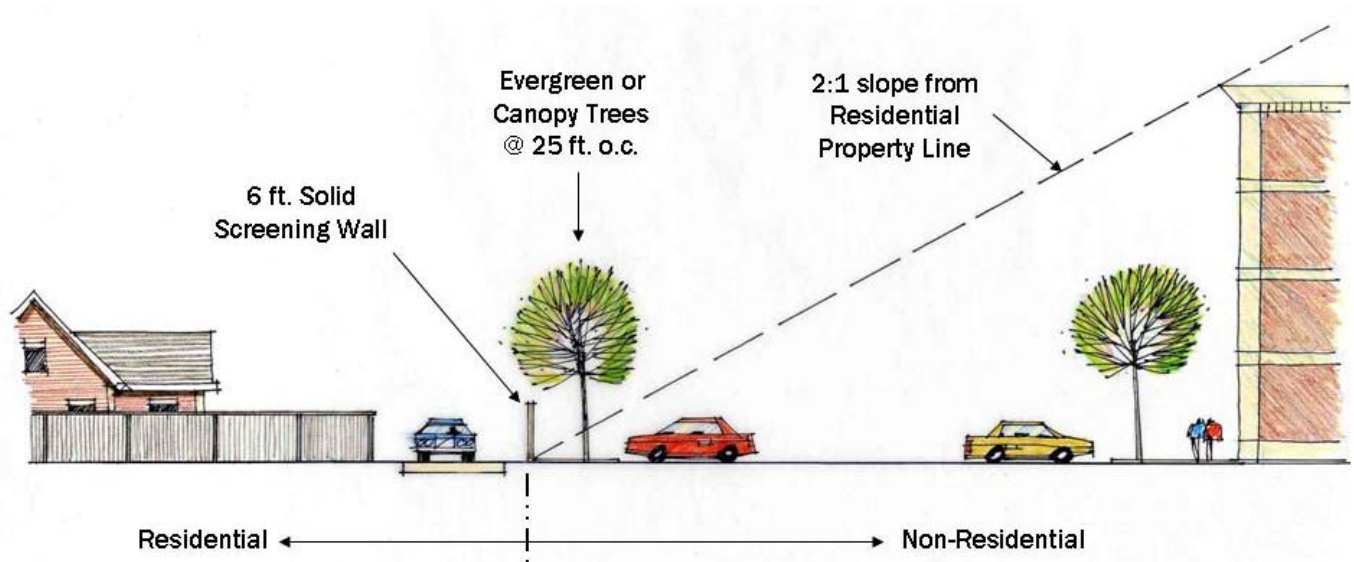 Evergreen or
Canopy Trees
@ 25 ft. o.c.
2:1 slope from
Residential
Property Line
6 ft. Solid
Screening Wall
Residential
Non-Residential